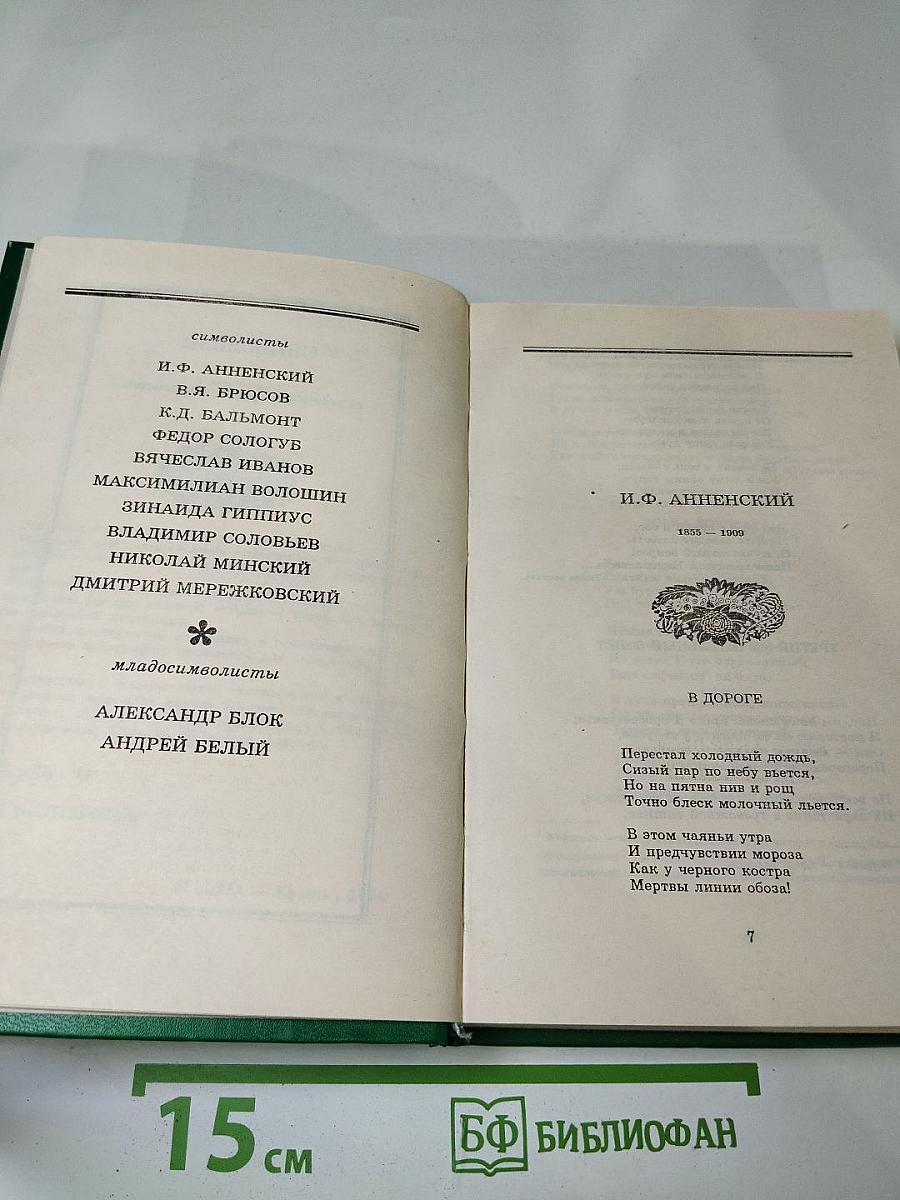 символисты
И.Ф. АННЕНСКИЙ
В.Я. БРЮСОВ
К.Д. БАЛЬМОНТ
ФЕДОР СОЛОГУБ
ВЯЧЕСЛАВ ИВАНОВ
МАКСИМИЛИАН ВОЛОШИН
ЗИНАИДА ГИППИУС
ВЛАДИМИР СОЛОВЬЕВ
НИКОЛАЙ МИНСКИЙ
ДМИТРИЙ МЕРЕЖКОВСКИЙ
младосимволисты
АЛЕКСАНДР БЛОК
АНДРЕЙ БЕЛЫЙ
И.Ф. АННЕНСКИЙ
1855 — 1909
В ДОРОГЕ
Перестал холодный дождь,
Сизый пар по небу вьется,
Но на пятна нив и рощ
Точно блеск молочный льется.
В этом чаяньи утра
И предчувствии мороза
Как у черного костра
Мертвы линии обоза!
7
15 см
БФ БИБЛИОФАН